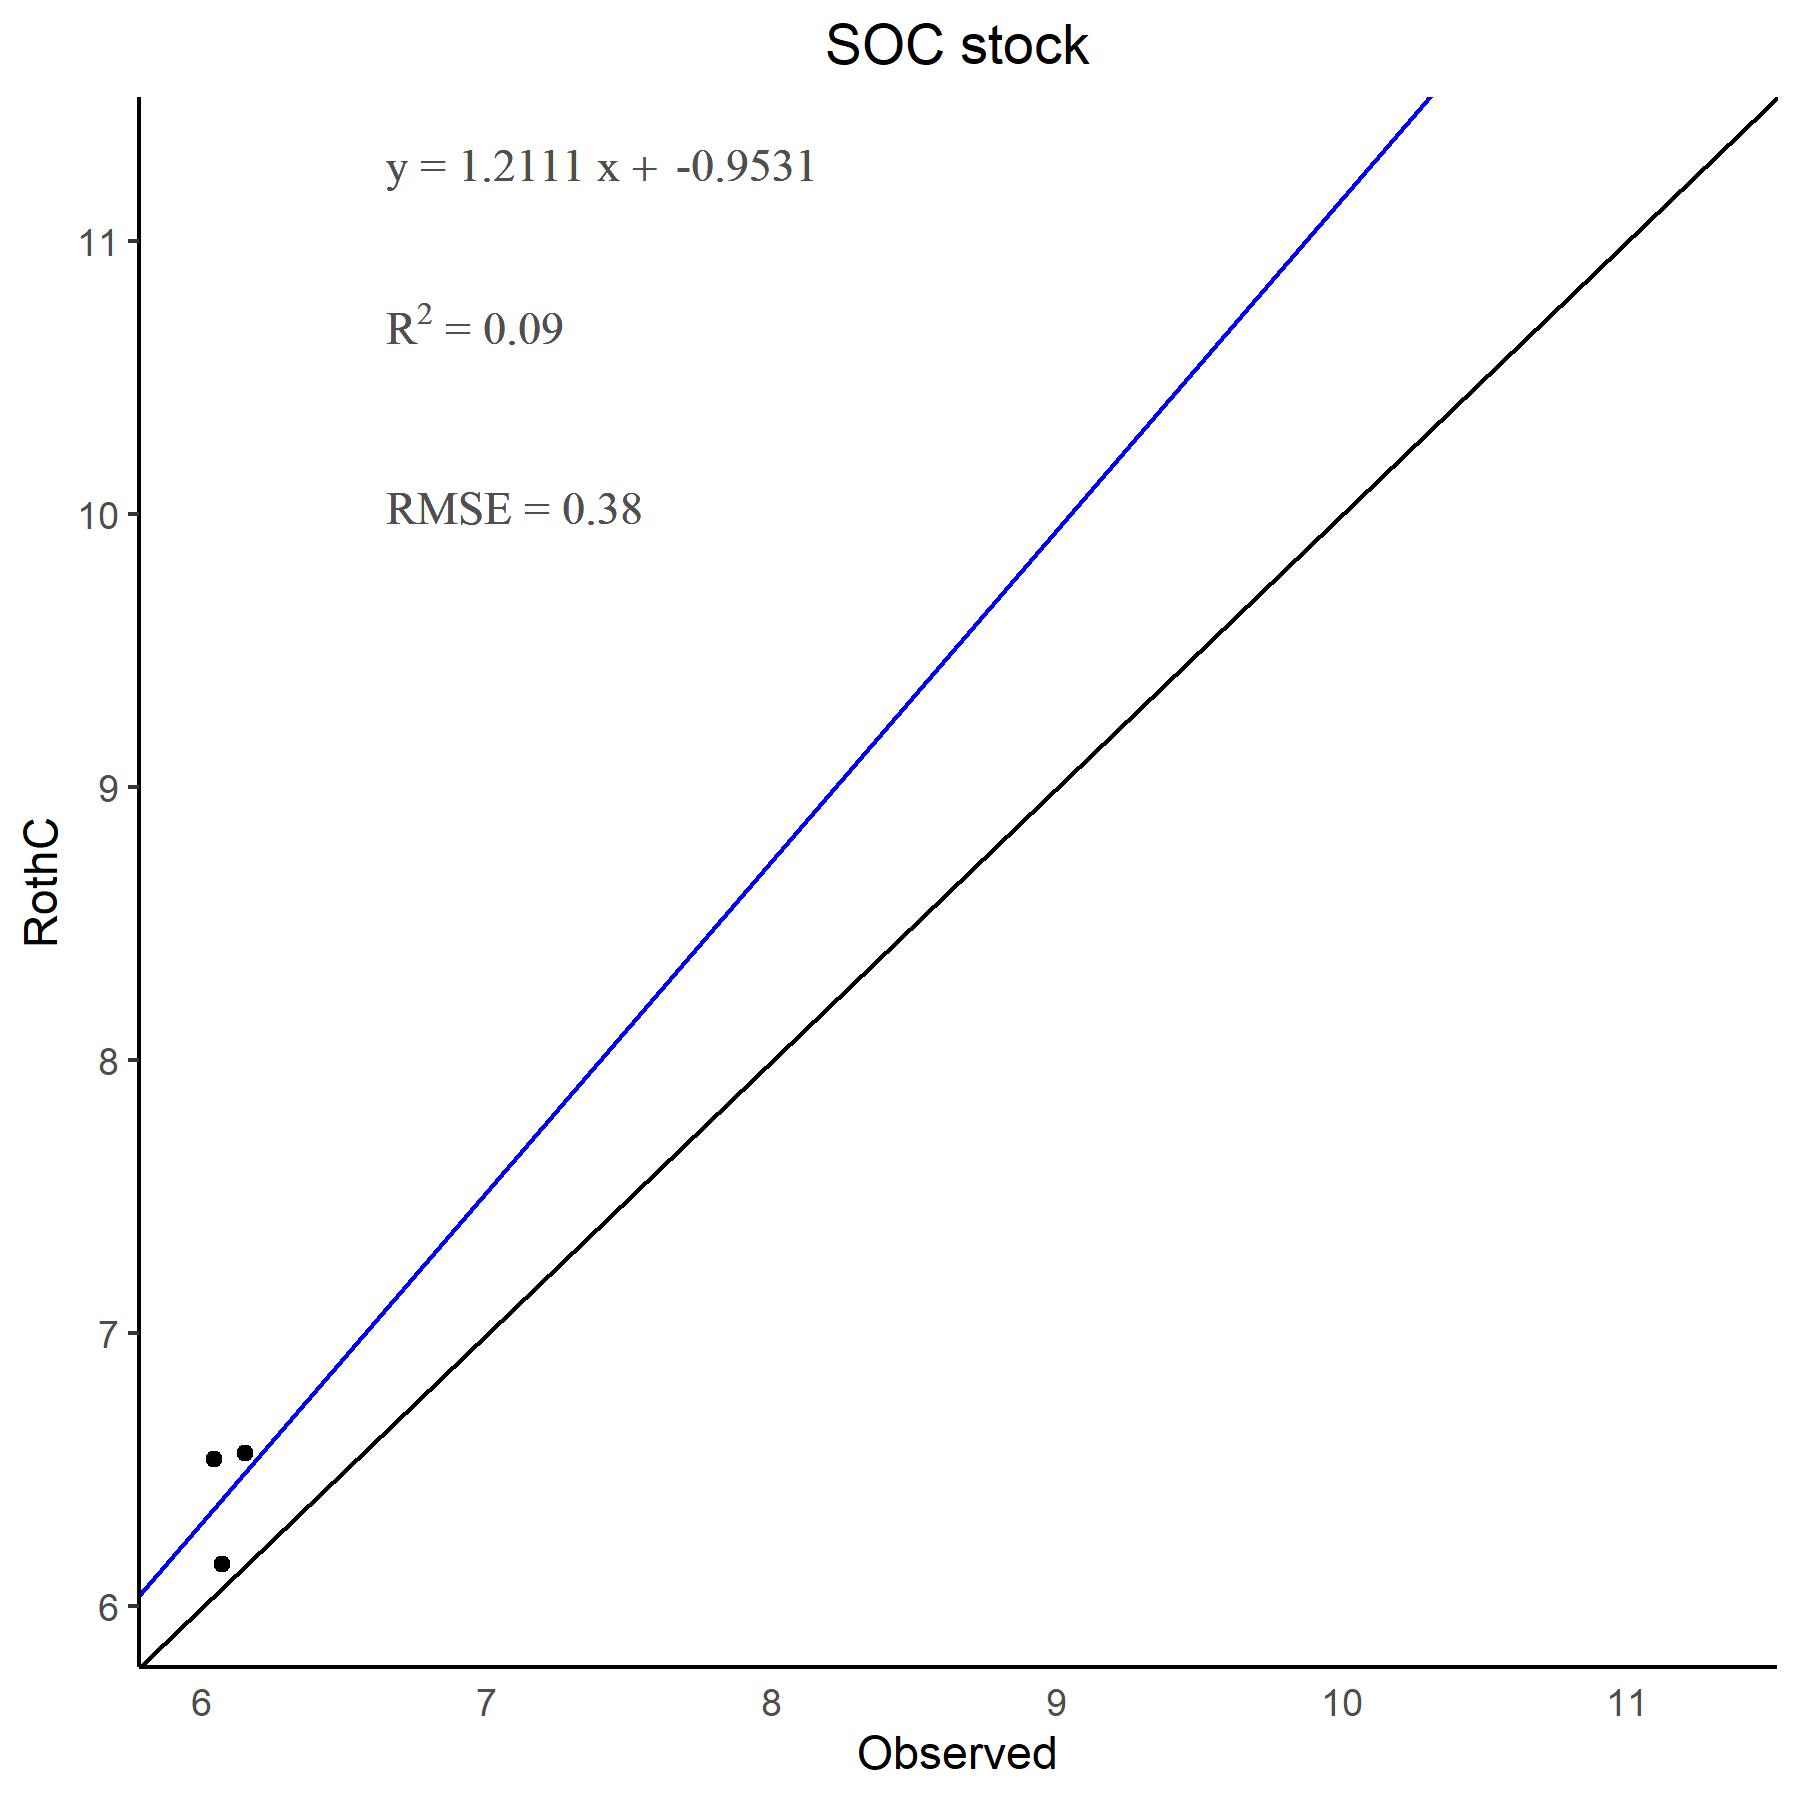 SOC stock
y = 1.2111 x + -0.9531
R² = 0.09
RMSE = 0.38
11
10
9
8
7
6
RothC
6 7 8 9 10 11
Observed